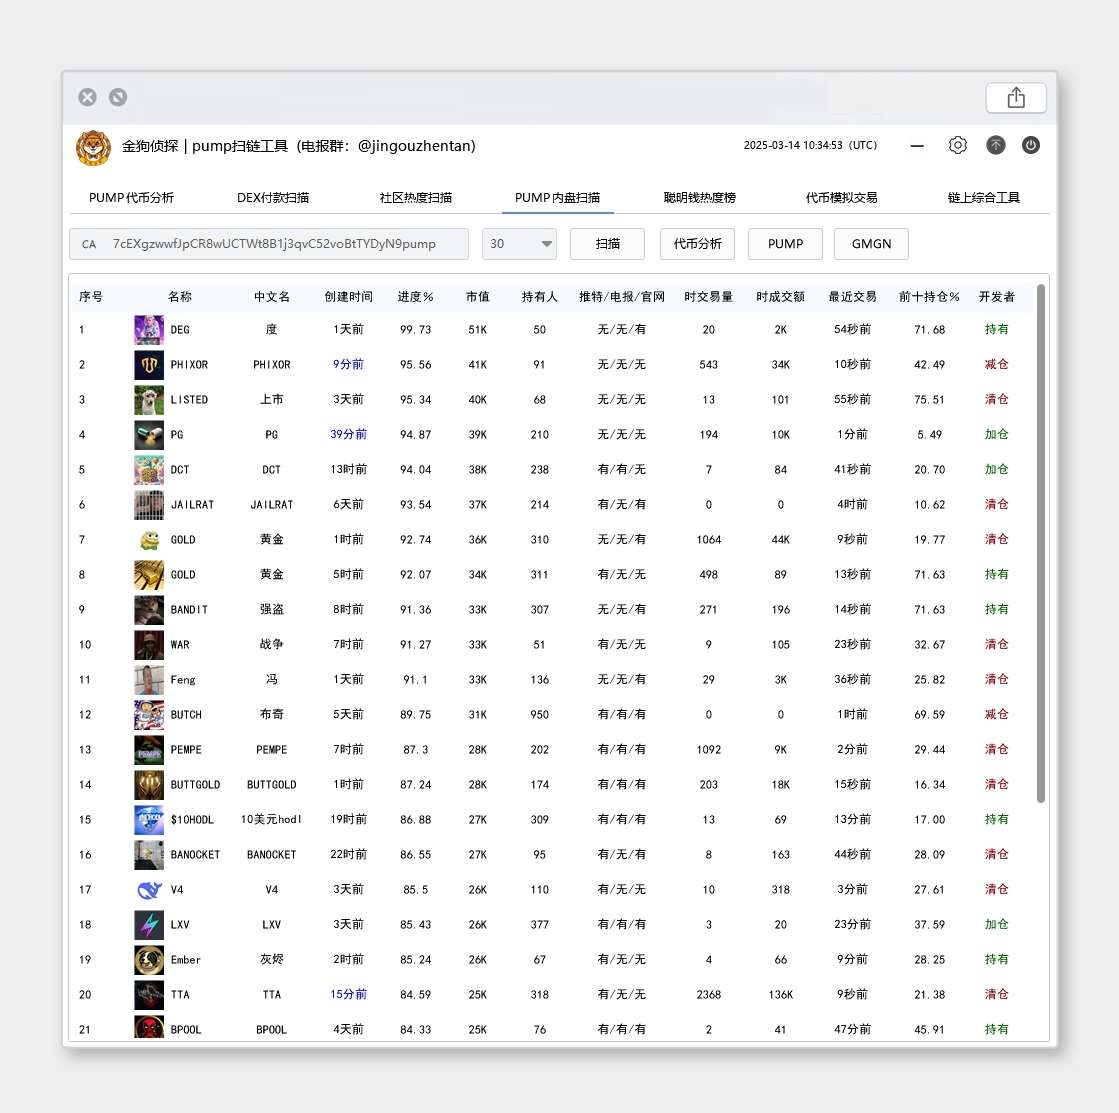 金狗侦探 | pump扫链工具 (电报群: @jingouzhentan) 2025-03-14 10:34:53 (UTC)
PUMP代币分析 DEX付款扫描 社区热度扫描 PUMP内盘扫描 聪明钱热度榜 代币模拟交易 链上综合工具
CA 7cEXgzwwfJpCR8wUCTWt8B1j3qvC52voBtTYDyN9pump 30 扫描 代币分析 PUMP GMGN
序号 名称 中文名 创建时间 进度% 市值 持有人 推特/电报/官网 时交易量 时成交额 最近交易 前十持仓% 开发者
1 DEG 度 1天前 99.73 51K 50 无/无/有 20 2K 54秒前 71.68 持有
2 PHIXOR PHIXOR 9分前 95.56 41K 91 无/无/无 543 34K 10秒前 42.49 减仓
3 LISTED 上市 3天前 95.34 40K 68 无/无/无 13 101 55秒前 75.51 清仓
4 PG PG 39分前 94.87 39K 210 无/无/无 194 10K 1分前 5.49 加仓
5 DCT DCT 13时前 94.04 38K 238 有/有/无 7 84 41秒前 20.70 加仓
6 JAILRAT JAILRAT 6天前 93.54 37K 214 有/无/有 0 0 4时前 10.62 清仓
7 GOLD 黄金 1时前 92.74 36K 310 无/无/有 1064 44K 9秒前 19.77 清仓
8 GOLD 黄金 5时前 92.07 34K 311 有/无/无 498 89 13秒前 71.63 持有
9 BANDIT 强盗 8时前 91.36 33K 307 无/无/有 271 196 14秒前 71.63 持有
10 WAR 战争 7时前 91.27 33K 51 有/无/无 9 105 23秒前 32.67 清仓
11 Feng 冯 1天前 91.1 33K 136 无/无/有 29 3K 36秒前 25.82 清仓
12 BUTCH 布奇 5天前 89.75 31K 950 有/有/有 0 0 1时前 69.59 减仓
13 PEMPE PEMPE 7时前 87.3 28K 202 有/有/有 1092 9K 2分前 29.44 清仓
14 BUTTGOLD BUTTGOLD 1时前 87.24 28K 174 有/有/有 203 18K 15秒前 16.34 清仓
15 $10HODL 10美元hodl 19时前 86.88 27K 309 有/有/有 13 69 13分前 17.00 持有
16 BANOCKET BANOCKET 22时前 86.55 27K 95 有/无/有 8 163 44秒前 28.09 清仓
17 V4 V4 3天前 85.5 26K 110 有/无/无 10 318 3分前 27.61 清仓
18 LXV LXV 3天前 85.43 26K 377 有/有/有 3 20 23分前 37.59 加仓
19 Ember 灰烬 2时前 85.24 26K 67 有/无/无 4 66 9分前 28.25 持有
20 TTA TTA 15分前 84.59 25K 318 有/无/无 2368 136K 9秒前 21.38 清仓
21 BPOOL BPOOL 4天前 84.33 25K 76 有/有/有 2 41 47分前 45.91 持有